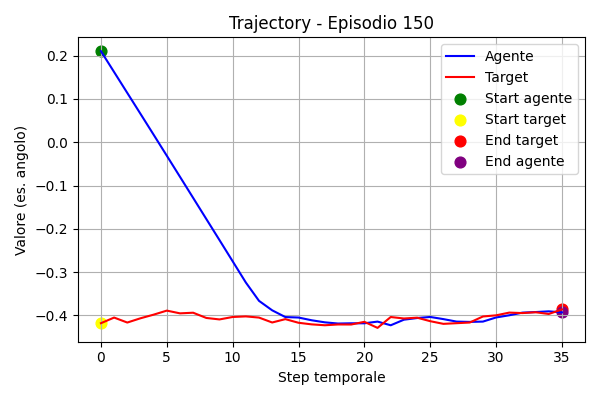 Trajectory - Episodio 150
Agente
Target
Start agente
Start target
End target
End agente
Valore (es. angolo)
0.2
0.1
0.0
−0.1
−0.2
−0.3
−0.4
0 5 10 15 20 25 30 35
Step temporale